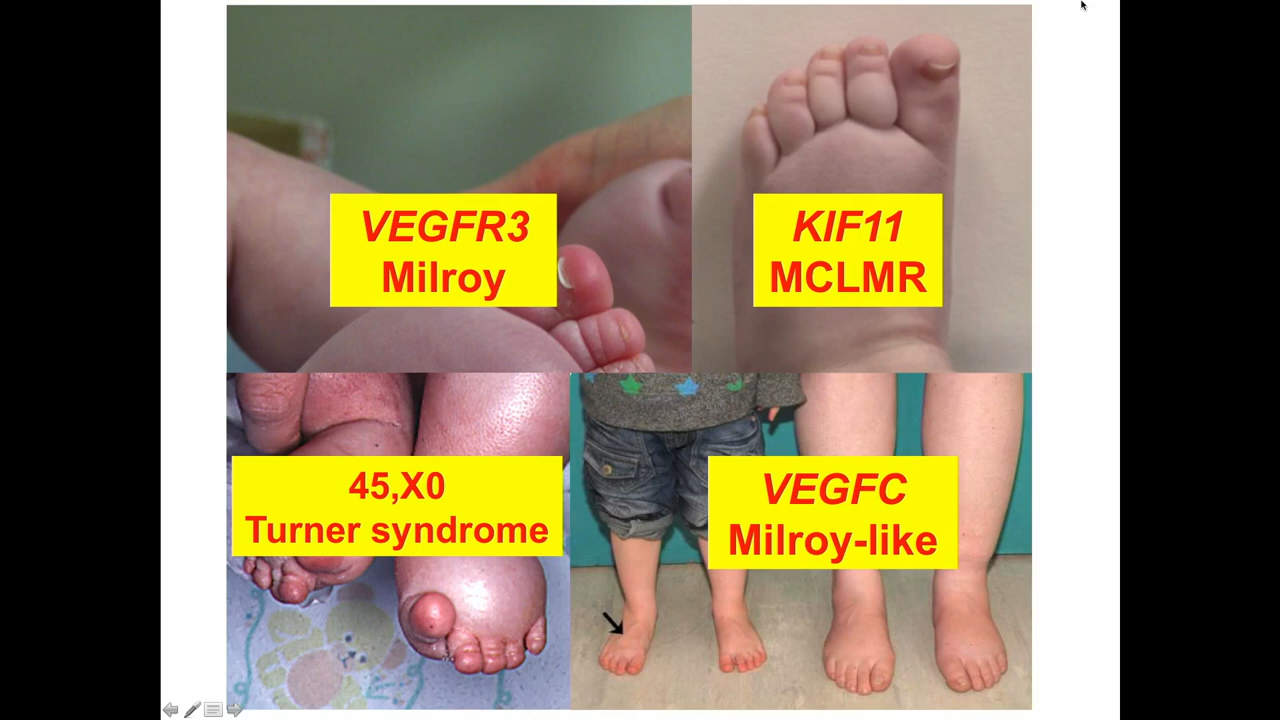 VEGFR3
Milroy
KIF11
MCLMR
45,X0
Turner syndrome
VEGFC
Milroy-like